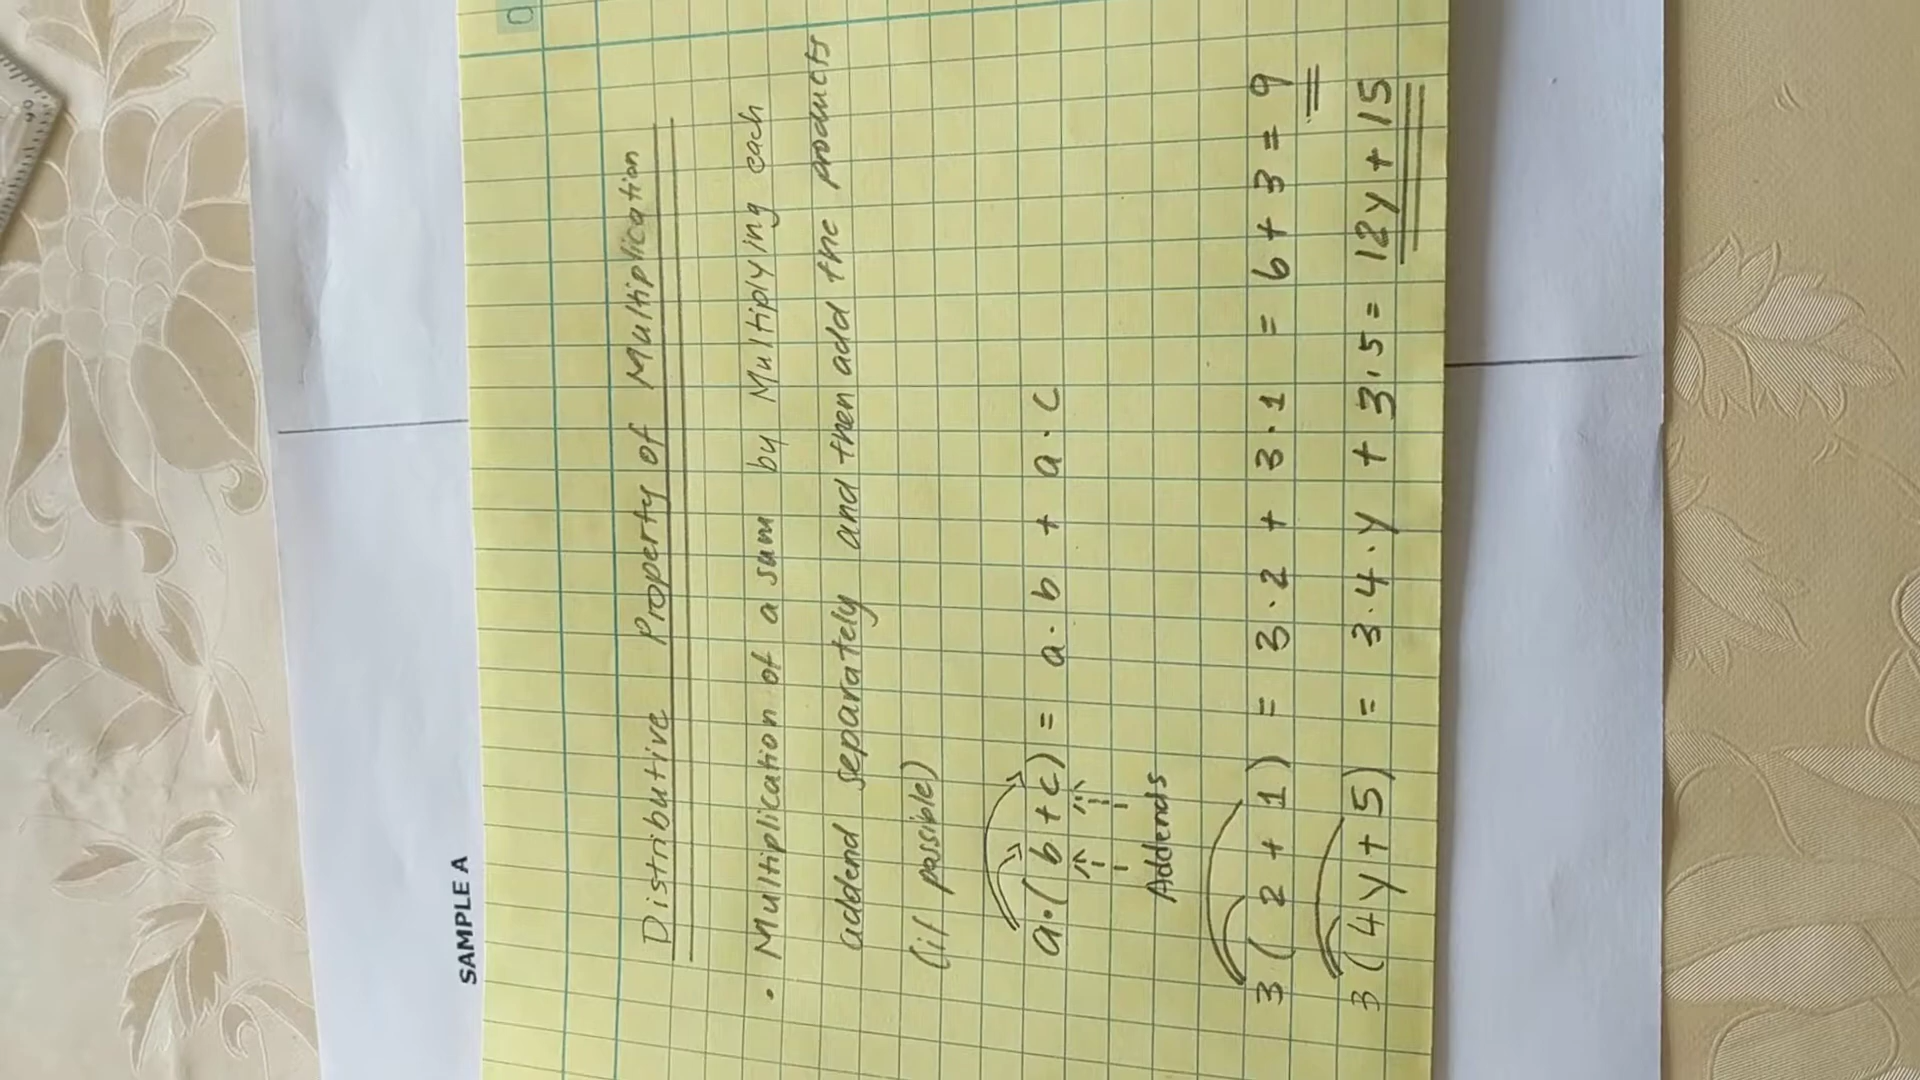 SAMPLE A
Distributive Property of Multiplication
• Multiplication of a sum by Multiplying each
addend separately and then add the products
(if possible)
a·(b+c) = a·b + a·c
Addends
3(2+1) = 3·2 + 3·1 = 6+3=9
3(4y+5) = 3·4·y + 3·5= 12y+15